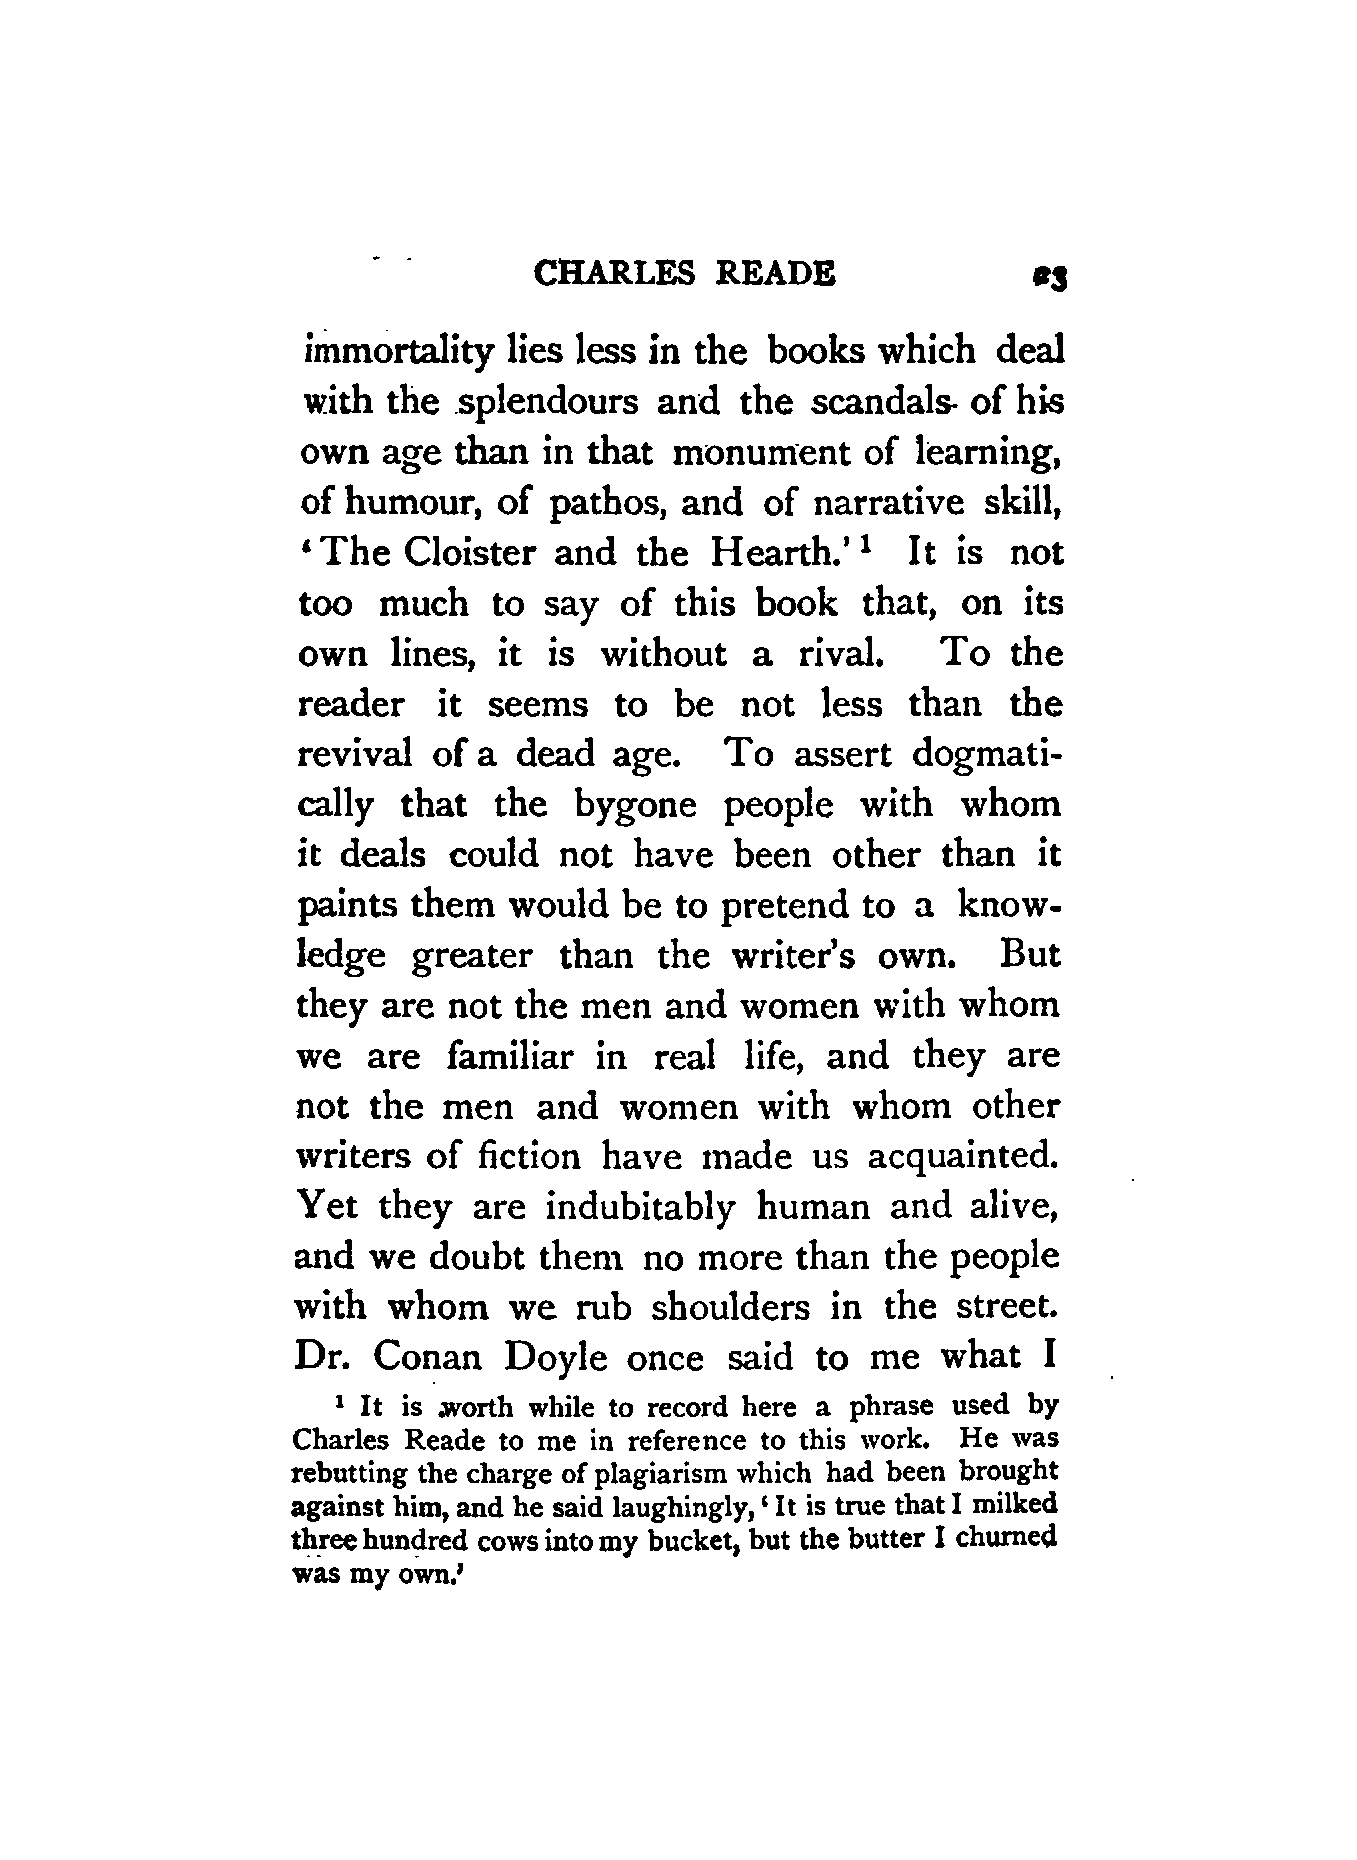 CHARLES READE 23
immortality lies less in the books which deal
with the splendours and the scandals of his
own age than in that monument of learning,
of humour, of pathos, and of narrative skill,
‘The Cloister and the Hearth.’ ¹ It is not
too much to say of this book that, on its
own lines, it is without a rival. To the
reader it seems to be not less than the
revival of a dead age. To assert dogmati-
cally that the bygone people with whom
it deals could not have been other than it
paints them would be to pretend to a know-
ledge greater than the writer’s own. But
they are not the men and women with whom
we are familiar in real life, and they are
not the men and women with whom other
writers of fiction have made us acquainted.
Yet they are indubitably human and alive,
and we doubt them no more than the people
with whom we rub shoulders in the street.
Dr. Conan Doyle once said to me what I
¹ It is worth while to record here a phrase used by
Charles Reade to me in reference to this work. He was
rebutting the charge of plagiarism which had been brought
against him, and he said laughingly, ‘It is true that I milked
three hundred cows into my bucket, but the butter I churned
was my own.’